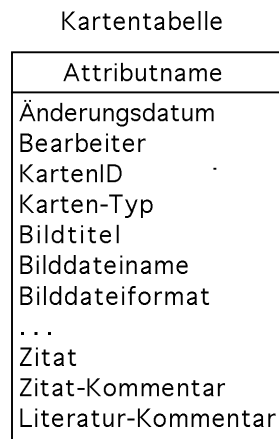 Kartentabelle
Attributname
Änderungsdatum
Bearbeiter
KartenID
Karten-Typ
Bildtitel
Bilddateiname
Bilddateiformat
...
Zitat
Zitat-Kommentar
Literatur-Kommentar